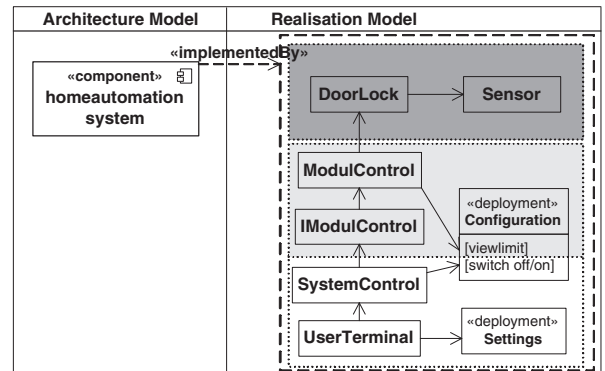 Architecture Model
Realisation Model
«implementedBy»
«component»
homeautomation
system
DoorLock
Sensor
ModulControl
IModulControl
«deployment»
Configuration
[viewlimit]
[switch off/on]
SystemControl
UserTerminal
«deployment»
Settings